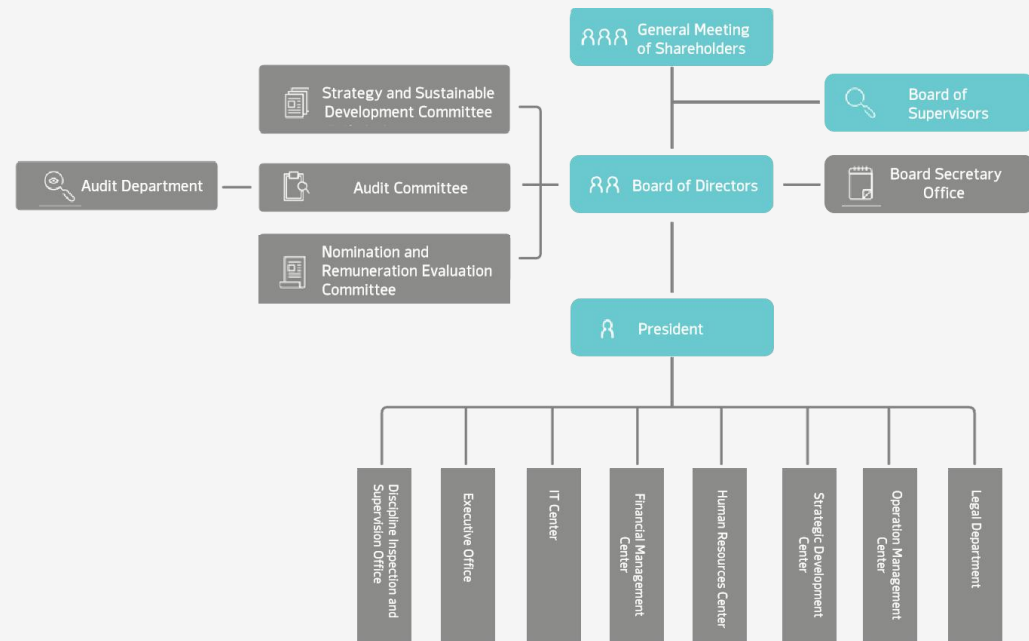 General Meeting
of Shareholders
Board of
Supervisors
Strategy and Sustainable
Development Committee
Audit Department
Audit Committee
Board of Directors
Board Secretary
Office
Nomination and
Remuneration Evaluation
Committee
President
Discipline Inspection and
Supervision Office
Executive Office
IT Center
Financial Management
Center
Human Resources Center
Strategic Development
Center
Operation Management
Center
Legal Department